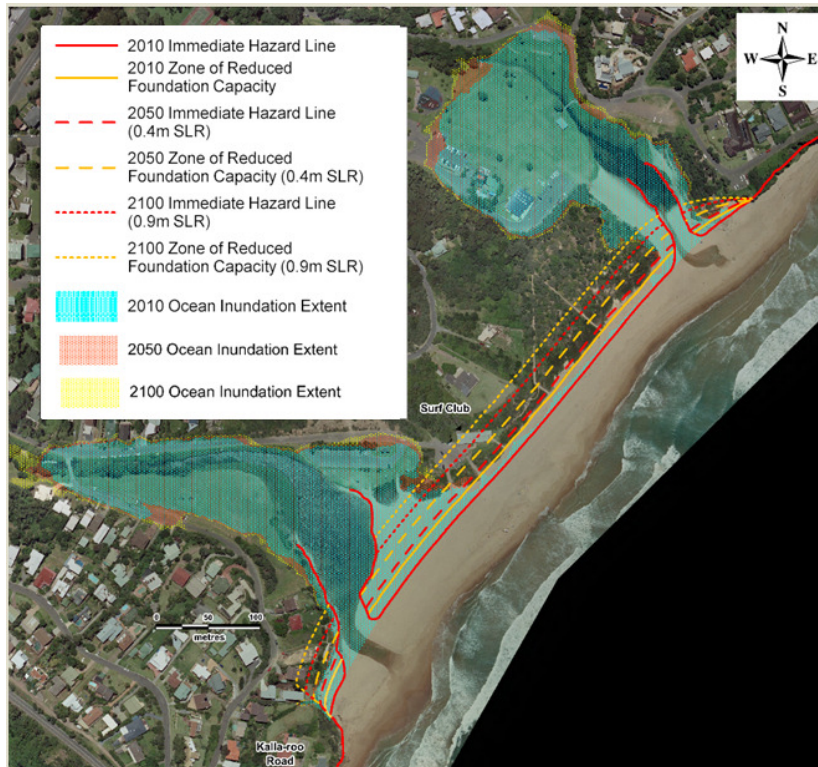 2010 Immediate Hazard Line
2010 Zone of Reduced
Foundation Capacity
2050 Immediate Hazard Line
(0.4m SLR)
2050 Zone of Reduced
Foundation Capacity (0.4m SLR)
2100 Immediate Hazard Line
(0.9m SLR)
2100 Zone of Reduced
Foundation Capacity (0.9m SLR)
2010 Ocean Inundation Extent
2050 Ocean Inundation Extent
2100 Ocean Inundation Extent
N
W E
S
Surf Club
0 50 100
metres
Kalla-roo
Road